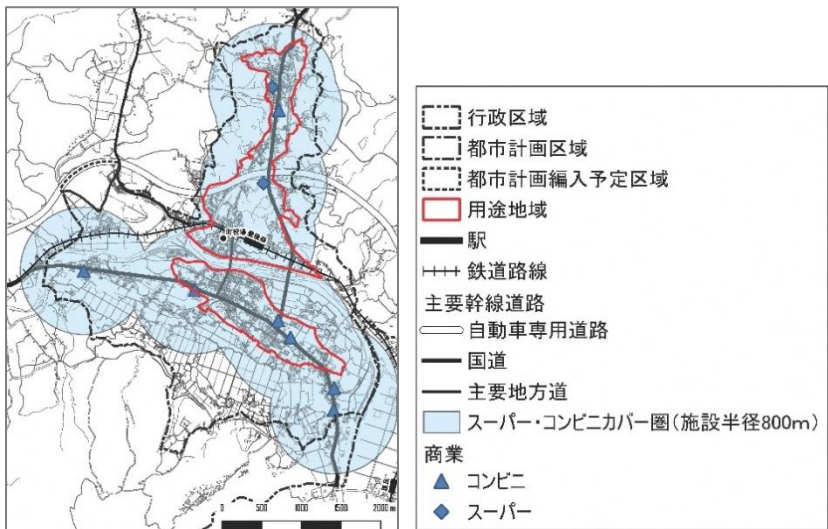 町役場
0 500 1000 1500 2000 m
行政区域
都市計画区域
都市計画編入予定区域
用途地域
駅
鉄道路線
主要幹線道路
自動車専用道路
国道
主要地方道
スーパー・コンビニカバー圏(施設半径800m)
商業
コンビニ
スーパー